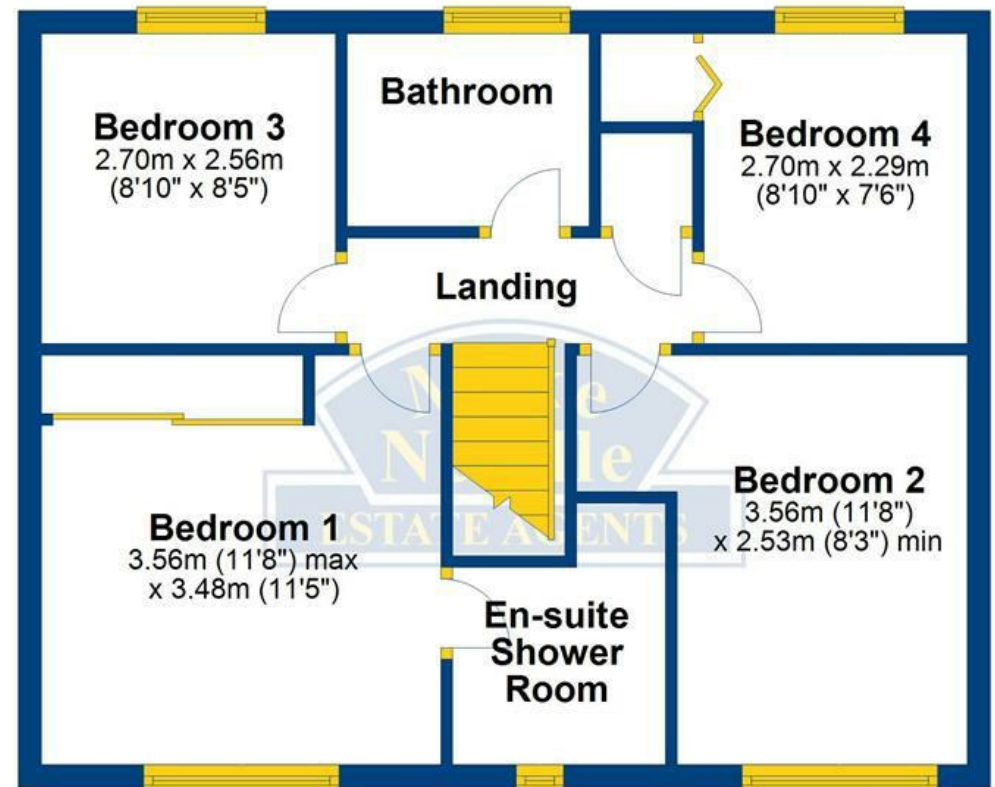 Bedroom 3
2.70m x 2.56m
(8'10" x 8'5")
Bathroom
Bedroom 4
2.70m x 2.29m
(8'10" x 7'6")
Landing
Bedroom 1
3.56m (11'8") max
x 3.48m (11'5")
Bedroom 2
3.56m (11'8")
x 2.53m (8'3") min
En-suite
Shower
Room
ESTATE AGENTS